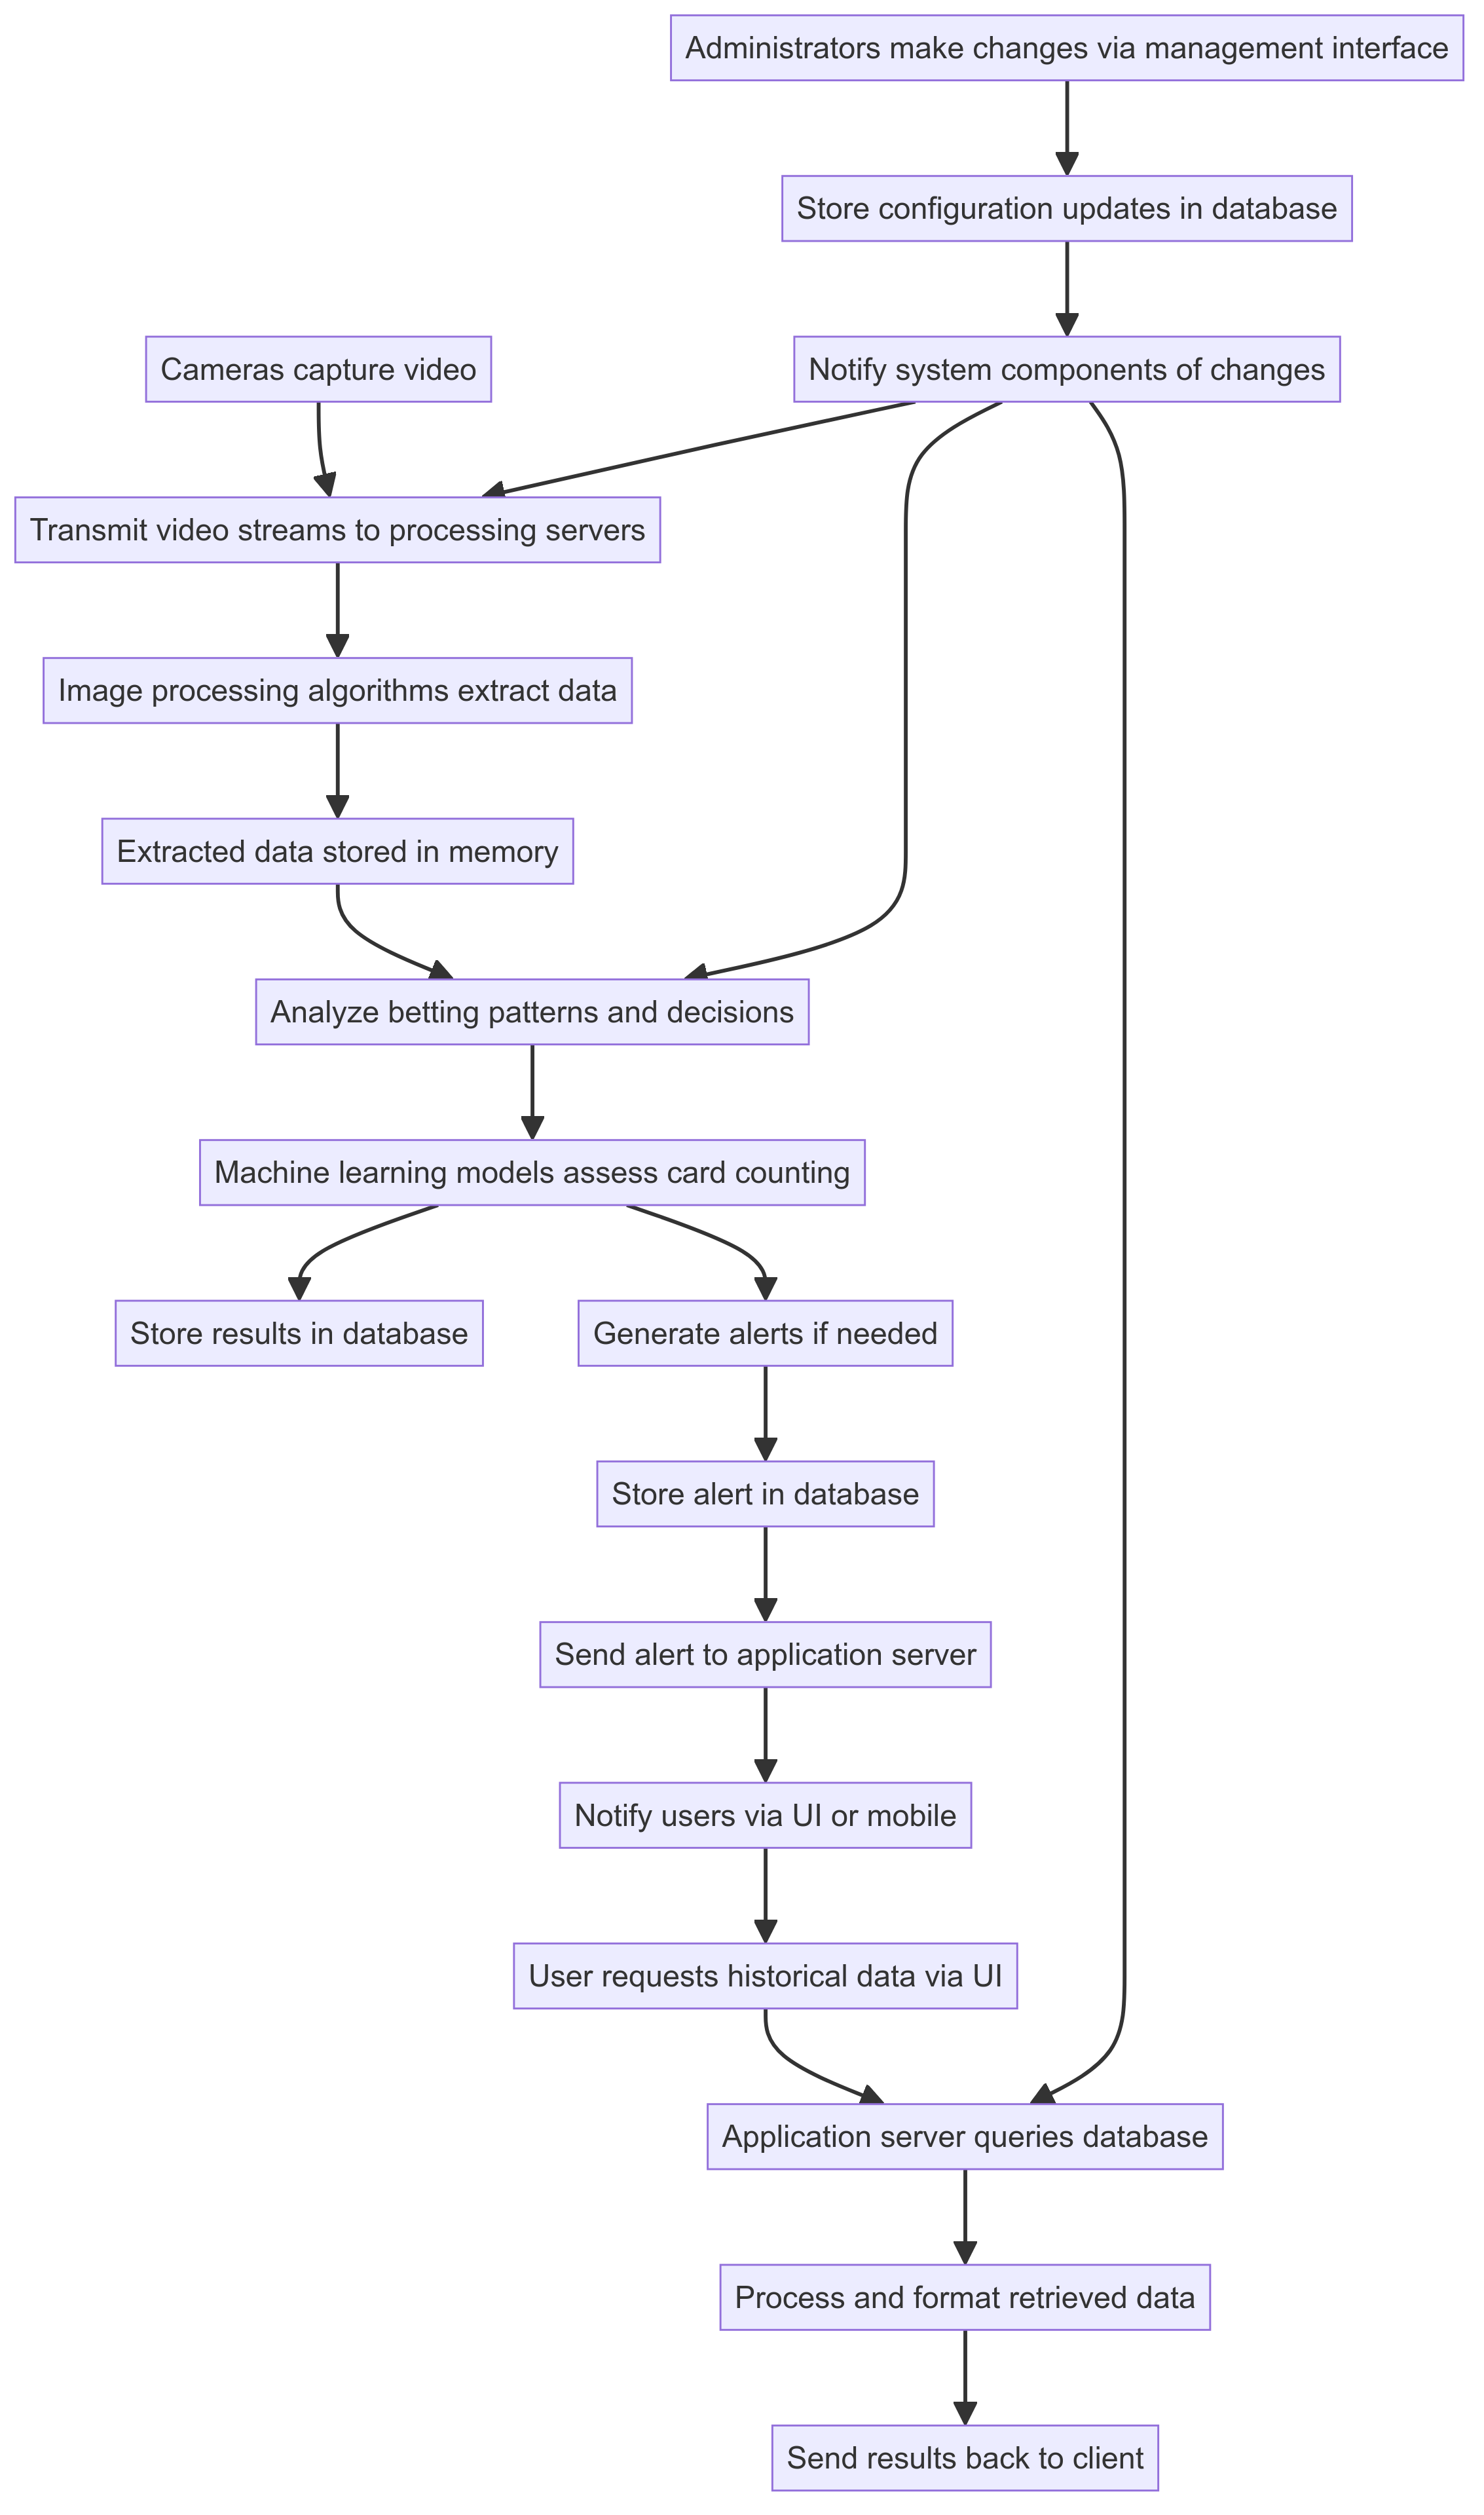 Administrators make changes via management interface
Store configuration updates in database
Cameras capture video
Notify system components of changes
Transmit video streams to processing servers
Image processing algorithms extract data
Extracted data stored in memory
Analyze betting patterns and decisions
Machine learning models assess card counting
Store results in database
Generate alerts if needed
Store alert in database
Send alert to application server
Notify users via UI or mobile
User requests historical data via UI
Application server queries database
Process and format retrieved data
Send results back to client